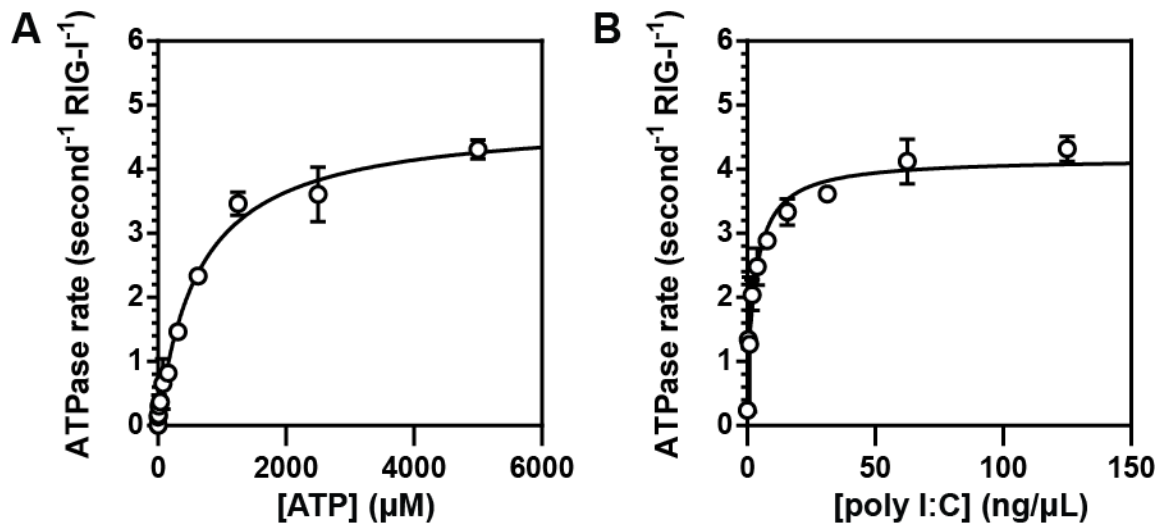 A
ATPase rate (second⁻¹ RIG-I⁻¹)
6
5
4
3
2
1
0
0 2000 4000 6000
[ATP] (µM)
B
ATPase rate (second⁻¹ RIG-I⁻¹)
6
5
4
3
2
1
0
0 50 100 150
[poly I:C] (ng/µL)